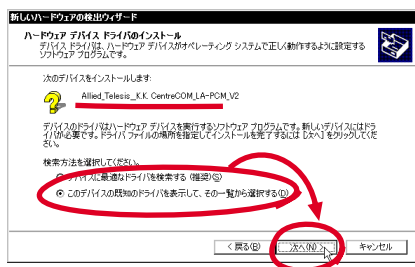 新しいハードウェアの検出ウィザード
ハードウェア デバイス ドライバのインストール
デバイス ドライバは、ハードウェア デバイスがオペレーティング システムで正しく動作するように設定する
ソフトウェア プログラムです。
次のデバイスをインストールします:
Allied_Telesis__K.K. CentreCOM_LA-PCM_V2
デバイスのドライバはハードウェア デバイスを実行するソフトウェア プログラムです。新しいデバイスにはドラ
イバが必要です。ドライバ ファイルの場所を指定してインストールを完了するには [次へ] をクリックしてくだ
さい。
検索方法を選択してください。
デバイスに最適なドライバを検索する (推奨)(S)
このデバイスの既知のドライバを表示して、その一覧から選択する(D)
< 戻る(B)
次へ(N) >
キャンセル